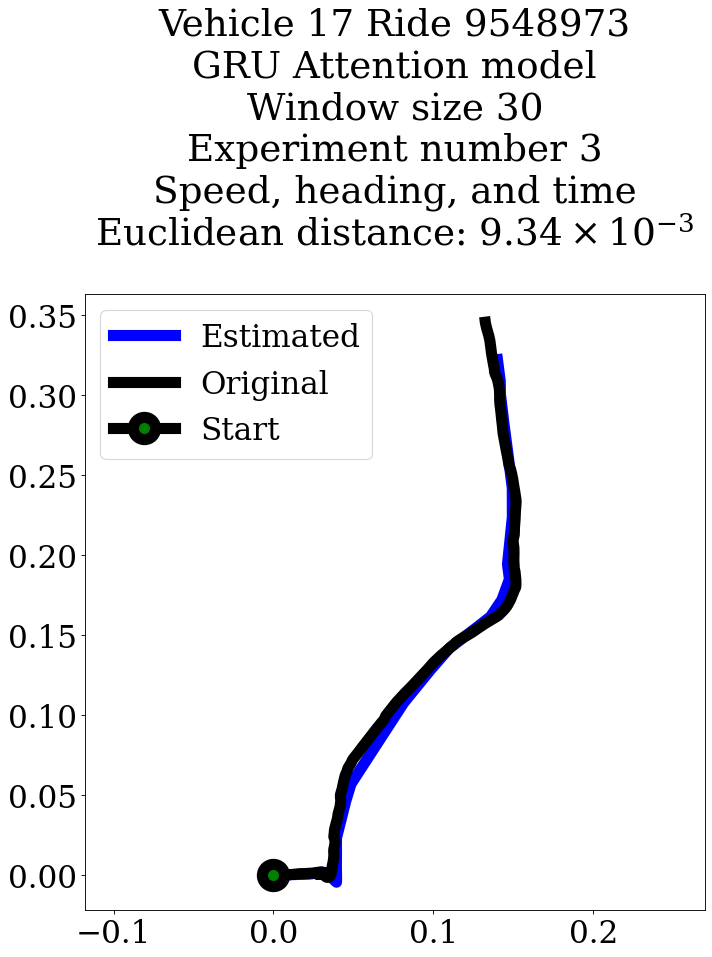 Vehicle 17 Ride 9548973
GRU Attention model
Window size 30
Experiment number 3
Speed, heading, and time
Euclidean distance: 9.34 × 10⁻³
0.35
0.30
0.25
0.20
0.15
0.10
0.05
0.00
Estimated
Original
Start
−0.1
0.0
0.1
0.2